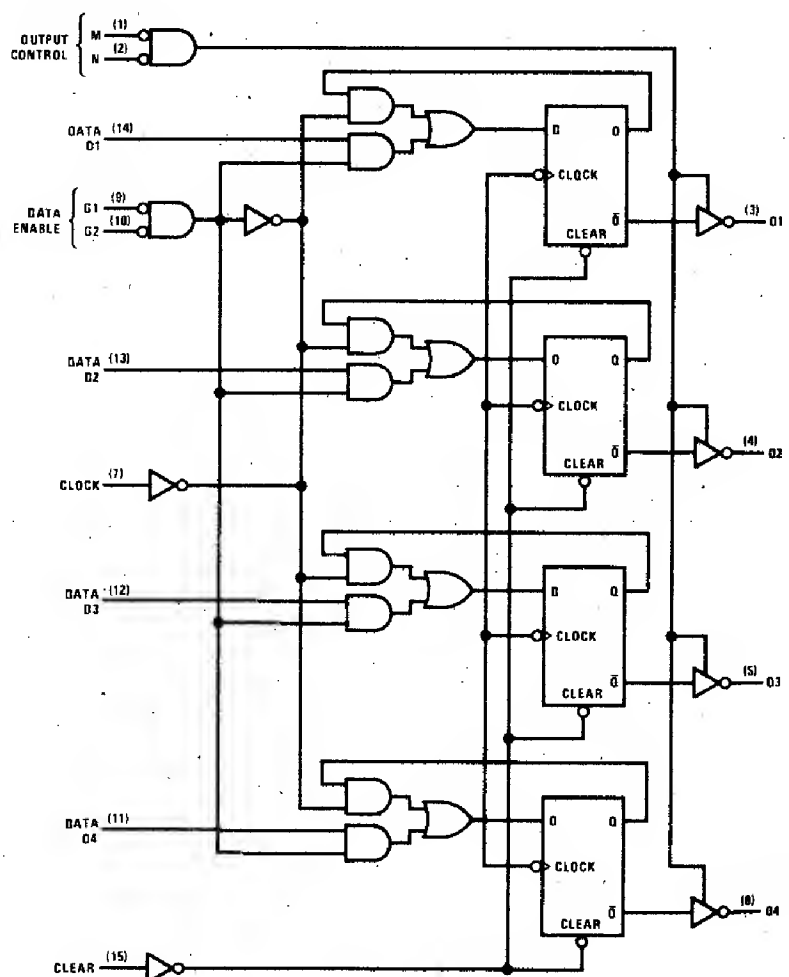 OUTPUT
CONTROL
M (1)
N (2)
DATA (14)
D1
D Q
CLOCK
Q̄
CLEAR
(3)
Q1
DATA
ENABLE
G1 (9)
G2 (10)
DATA (13)
D2
D Q
CLOCK
Q̄
CLEAR
(4)
Q2
CLOCK (7)
DATA (12)
D3
D Q
CLOCK
Q̄
CLEAR
(5)
Q3
DATA (11)
D4
D Q
CLOCK
Q̄
CLEAR
(6)
Q4
CLEAR (15)